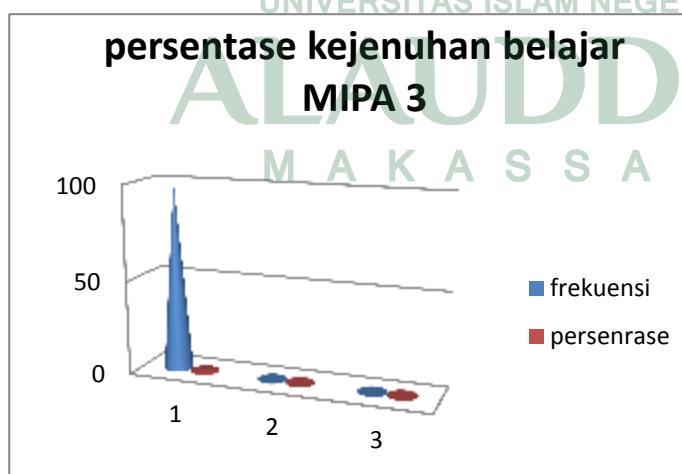 UNIVERSITAS ISLAM NEGE
persentase kejenuhan belajar
MIPA 3
ALAUDD
M A K A S S A
100
50
0
1
2
3
frekuensi
persenrase